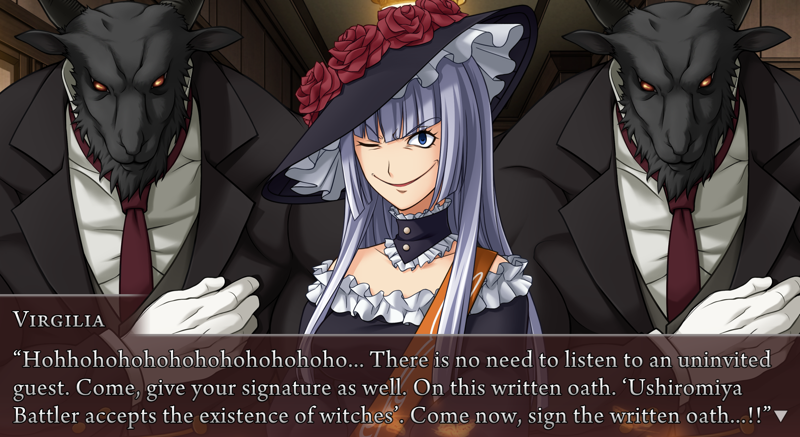 Virgilia
“Hohhohohohohohohohohohoho... There is no need to listen to an uninvited
guest. Come, give your signature as well. On this written oath. ‘Ushiromiya
Battler accepts the existence of witches’. Come now, sign the written oath...!!”